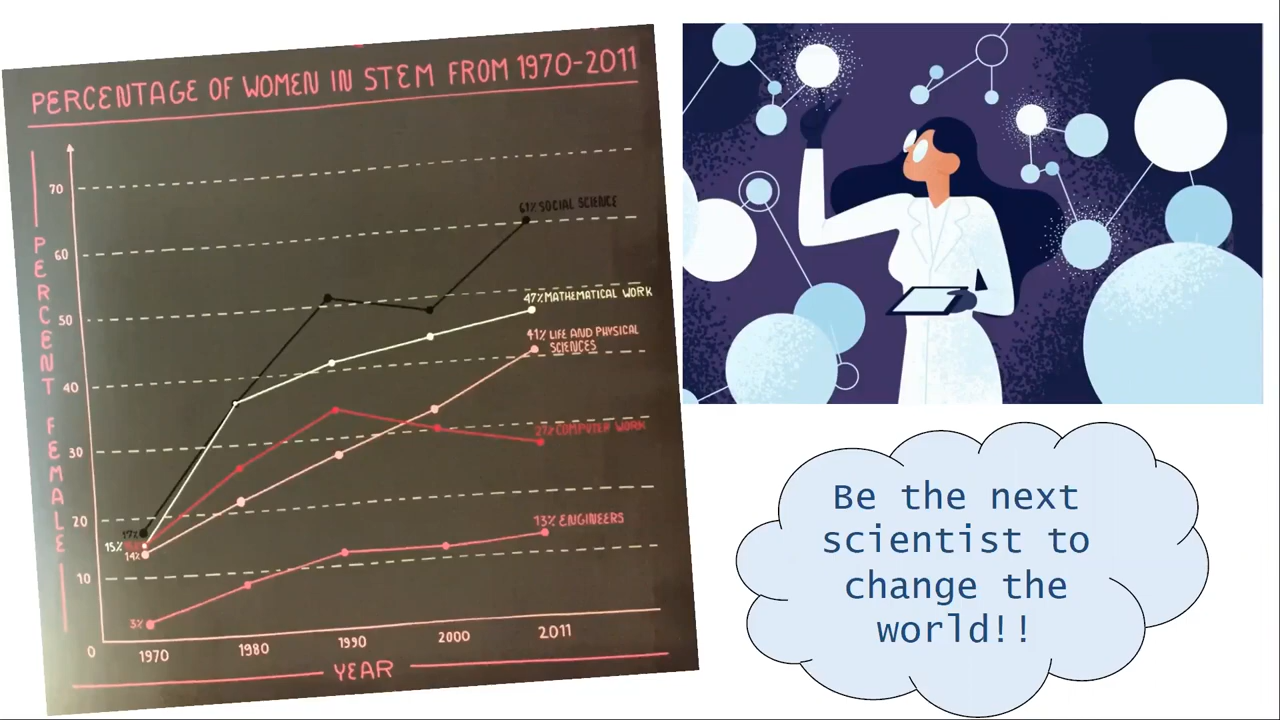 PERCENTAGE OF WOMEN IN STEM FROM 1970-2011
PERCENT FEMALE
70
60
50
40
30
20
10
0
61% SOCIAL SCIENCE
47% MATHEMATICAL WORK
41% LIFE AND PHYSICAL
SCIENCES
27% COMPUTER WORK
13% ENGINEERS
17%
15%
14%
3%
1970 1980 1990 2000 2011
YEAR
Be the next
scientist to
change the
world!!